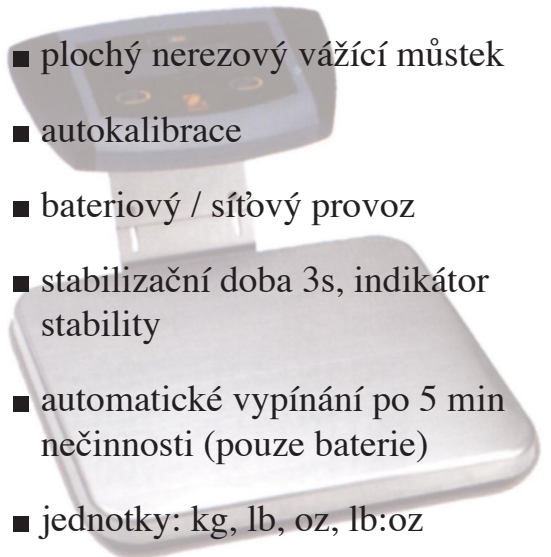 ■ plochý nerezový vážící můstek
■ autokalibrace
■ bateriový / síťový provoz
■ stabilizační doba 3s, indikátor
stability
■ automatické vypínání po 5 min
nečinnosti (pouze baterie)
■ jednotky: kg, lb, oz, lb:oz